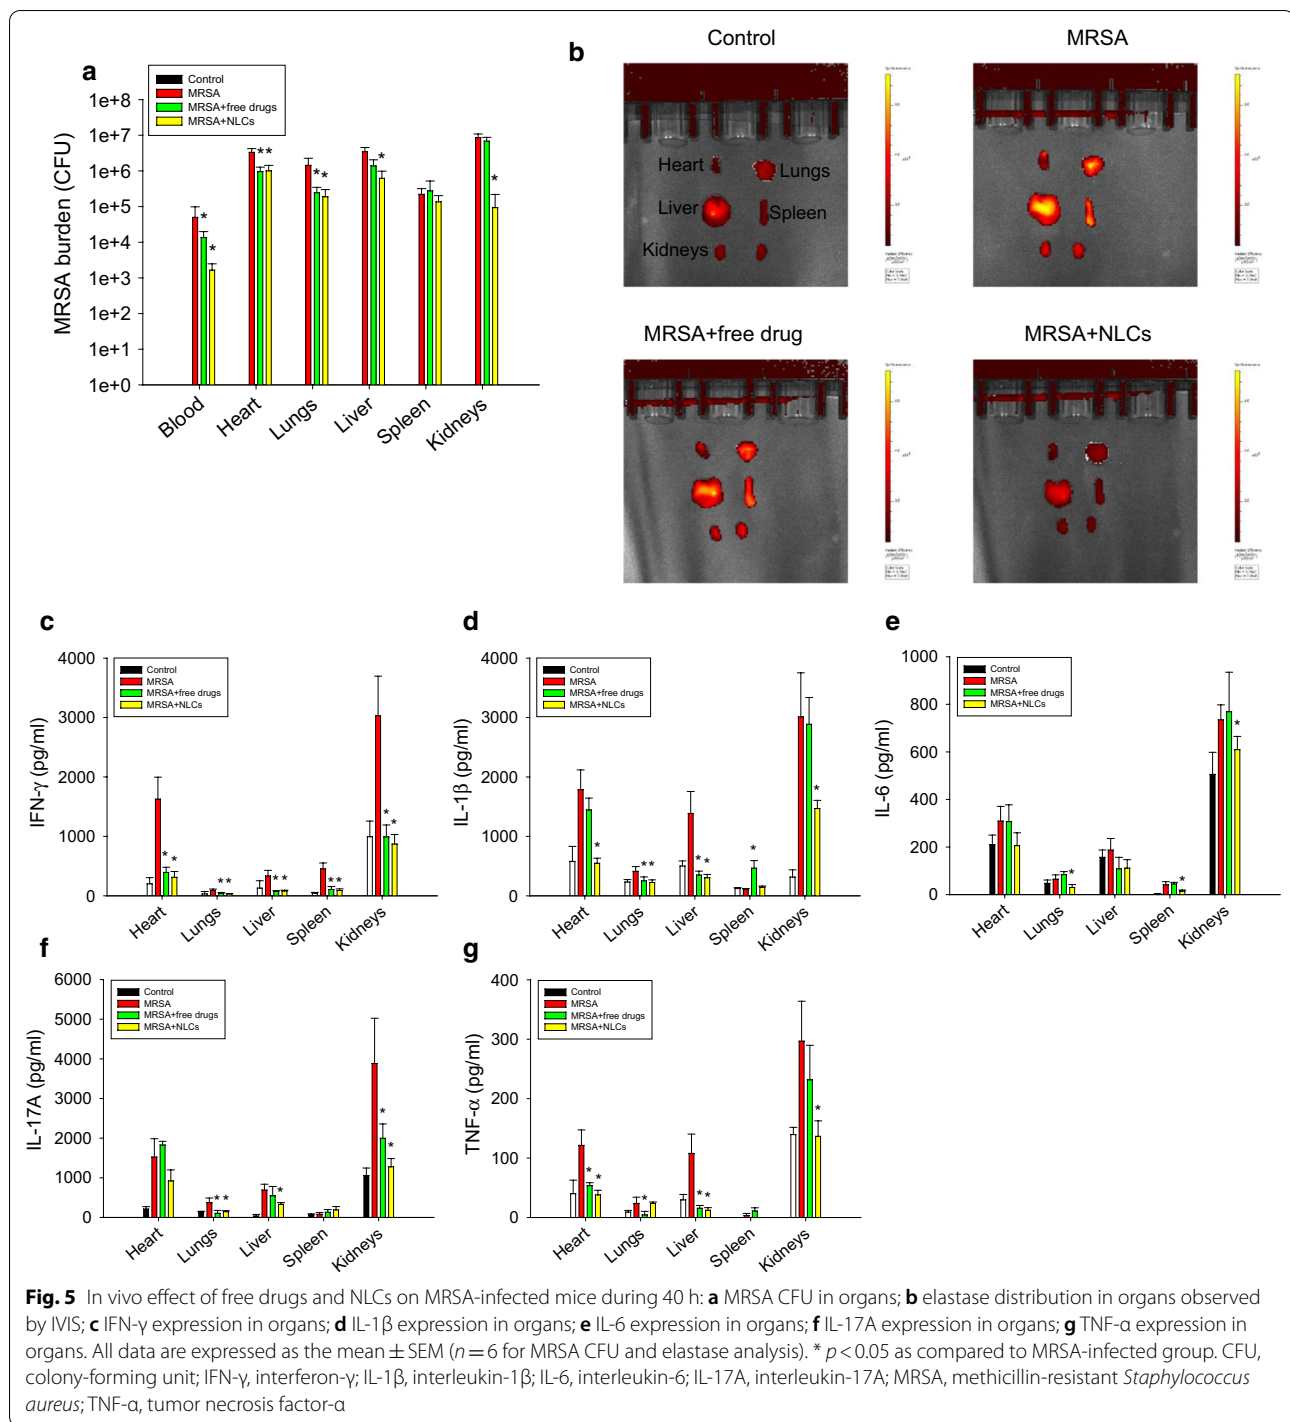 a
Control
MRSA
MRSA+free drugs
MRSA+NLCs
1e+8
1e+7
1e+6
1e+5
1e+4
1e+3
1e+2
1e+1
1e+0
MRSA burden (CFU)
* ** ** * *
* *
Blood Heart Lungs Liver Spleen Kidneys
b
Control MRSA
Heart Lungs
Liver Spleen
Kidneys
MRSA+free drug MRSA+NLCs
c
Control
MRSA
MRSA+free drugs
MRSA+NLCs
4000
3000
2000
1000
0
IFN-γ (pg/ml)
* * ** ** ** * *
Heart Lungs Liver Spleen Kidneys
d
Control
MRSA
MRSA+free drugs
MRSA+NLCs
4000
3000
2000
1000
0
IL-1β (pg/ml)
* ** * * * *
Heart Lungs Liver Spleen Kidneys
e
Control
MRSA
MRSA+free drugs
MRSA+NLCs
1000
800
600
400
200
0
IL-6 (pg/ml)
* * *
Heart Lungs Liver Spleen Kidneys
f
Control
MRSA
MRSA+free drugs
MRSA+NLCs
6000
5000
4000
3000
2000
1000
0
IL-17A (pg/ml)
** * * *
Heart Lungs Liver Spleen Kidneys
g
Control
MRSA
MRSA+free drugs
MRSA+NLCs
400
300
200
100
0
TNF-α (pg/ml)
* * * * * *
Heart Lungs Liver Spleen Kidneys
Fig. 5 In vivo effect of free drugs and NLCs on MRSA-infected mice during 40 h: a MRSA CFU in organs; b elastase distribution in organs observed
by IVIS; c IFN-γ expression in organs; d IL-1β expression in organs; e IL-6 expression in organs; f IL-17A expression in organs; g TNF-α expression in
organs. All data are expressed as the mean ± SEM (n = 6 for MRSA CFU and elastase analysis). * p < 0.05 as compared to MRSA-infected group. CFU,
colony-forming unit; IFN-γ, interferon-γ; IL-1β, interleukin-1β; IL-6, interleukin-6; IL-17A, interleukin-17A; MRSA, methicillin-resistant Staphylococcus
aureus; TNF-α, tumor necrosis factor-α